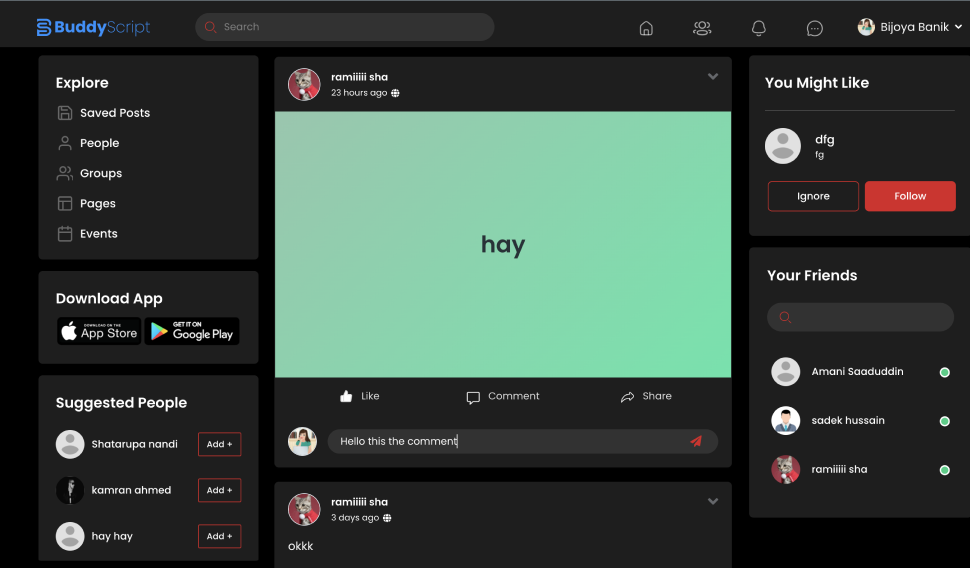 BuddyScript
Search
Bijoya Banik
Explore
Saved Posts
People
Groups
Pages
Events
Download App
Download on the
App Store
GET IT ON
Google Play
Suggested People
Shatarupa nandi
Add +
kamran ahmed
Add +
hay hay
Add +
ramiiiii sha
23 hours ago
hay
Like
Comment
Share
Hello this the comment
ramiiiii sha
3 days ago
okkk
You Might Like
dfg
fg
Ignore
Follow
Your Friends
Amani Saaduddin
sadek hussain
ramiiiii sha